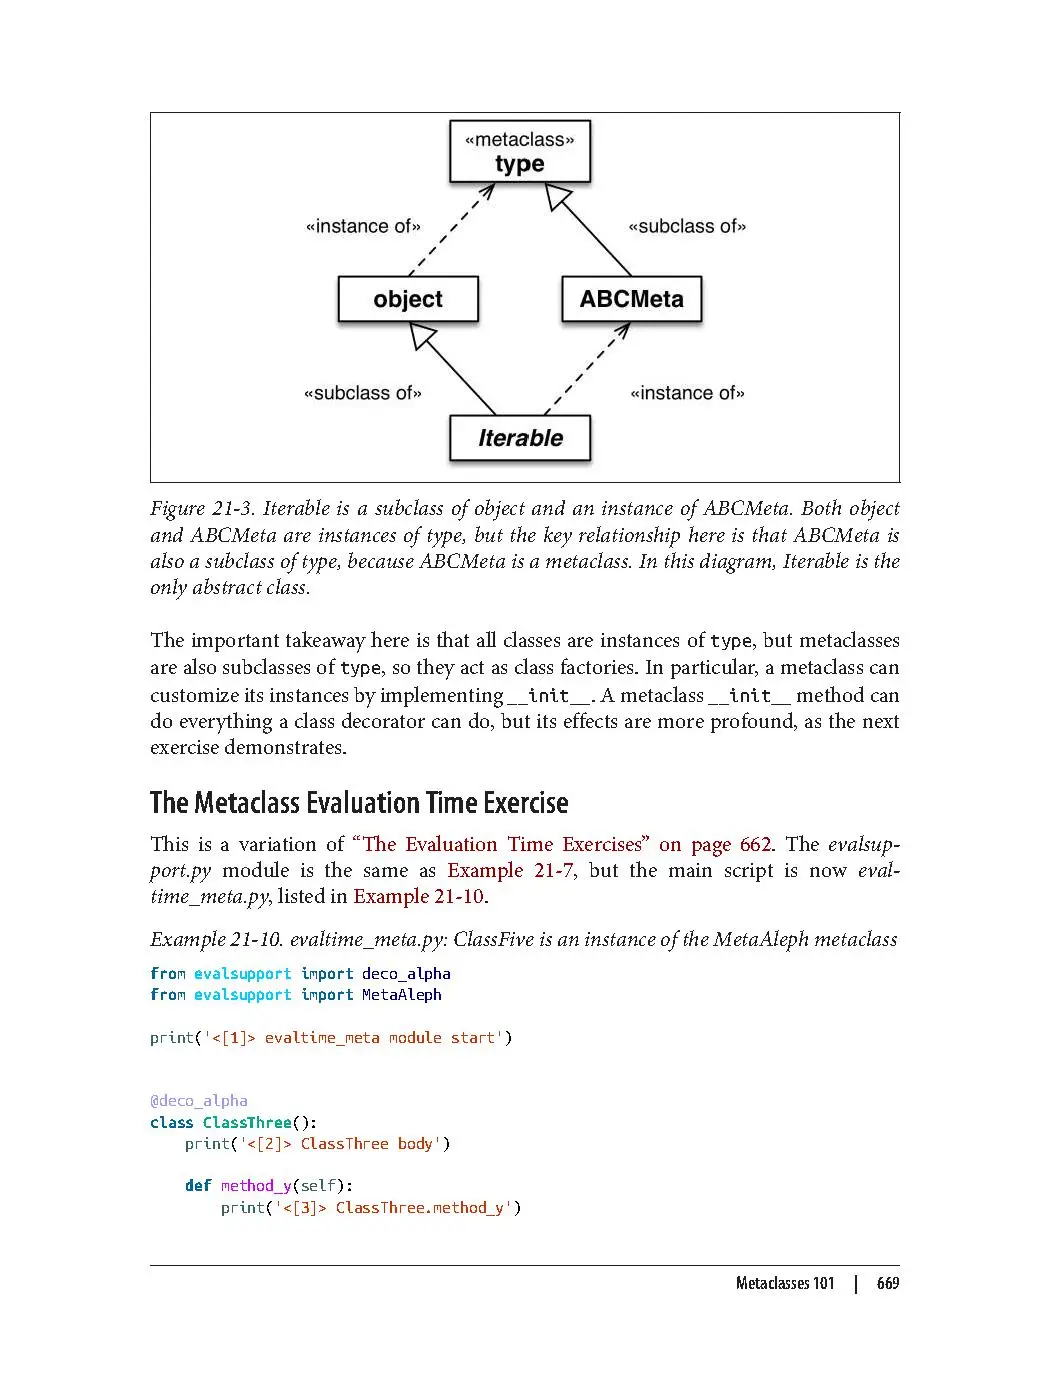 «metaclass»
type
«instance of»
«subclass of»
object
ABCMeta
«subclass of»
«instance of»
Iterable
Figure 21-3. Iterable is a subclass of object and an instance of ABCMeta. Both object
and ABCMeta are instances of type, but the key relationship here is that ABCMeta is
also a subclass of type, because ABCMeta is a metaclass. In this diagram, Iterable is the
only abstract class.
The important takeaway here is that all classes are instances of type, but metaclasses
are also subclasses of type, so they act as class factories. In particular, a metaclass can
customize its instances by implementing __init__. A metaclass __init__ method can
do everything a class decorator can do, but its effects are more profound, as the next
exercise demonstrates.
The Metaclass Evaluation Time Exercise
This is a variation of “The Evaluation Time Exercises” on page 662. The evalsup-
port.py module is the same as Example 21-7, but the main script is now eval-
time_meta.py, listed in Example 21-10.
Example 21-10. evaltime_meta.py: ClassFive is an instance of the MetaAleph metaclass
from evalsupport import deco_alpha
from evalsupport import MetaAleph
print('<[1]> evaltime_meta module start')
@deco_alpha
class ClassThree():
    print('<[2]> ClassThree body')
    def method_y(self):
        print('<[3]> ClassThree.method_y')
Metaclasses 101 | 669